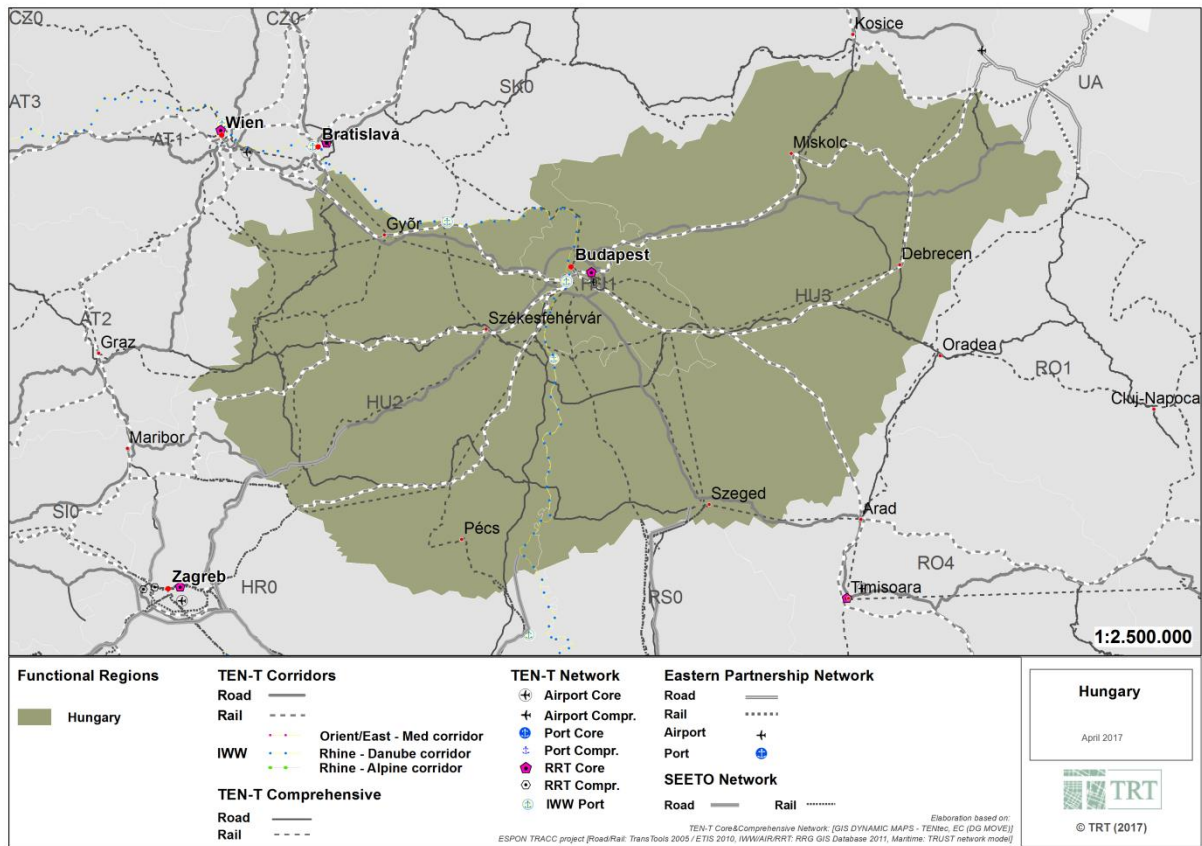 CZ0
CZ0
Kosice
UA
SK0
AT3
Wien
Bratislavá
AT1
Miskolc
Győr
Budapest
Debrecen
HU1
HU3
AT2
Székesfehérvár
Graz
Oradea
RO1
HU2
Cluj-Napoca
Maribor
Szeged
Arad
SI0
Pécs
RO4
Zagreb
HR0
RS0
Timisoara
1:2.500.000
Functional Regions
Hungary
TEN-T Corridors
Road
Rail
Orient/East - Med corridor
IWW
Rhine - Danube corridor
Rhine - Alpine corridor
TEN-T Comprehensive
Road
Rail
TEN-T Network
Airport Core
Airport Compr.
Port Core
Port Compr.
RRT Core
RRT Compr.
IWW Port
Eastern Partnership Network
Road
Rail
Airport
Port
SEETO Network
Road
Rail
Elaboration based on:
TEN-T Core&Comprehensive Network: [GIS DYNAMIC MAPS - TENtec, EC (DG MOVE)]
ESPON TRACC project [Road/Rail: TransTools 2005 / ETIS 2010, IWW/AIR/RRT: RRG GIS Database 2011, Maritime: TRUST network model]
Hungary
April 2017
TRT
© TRT (2017)